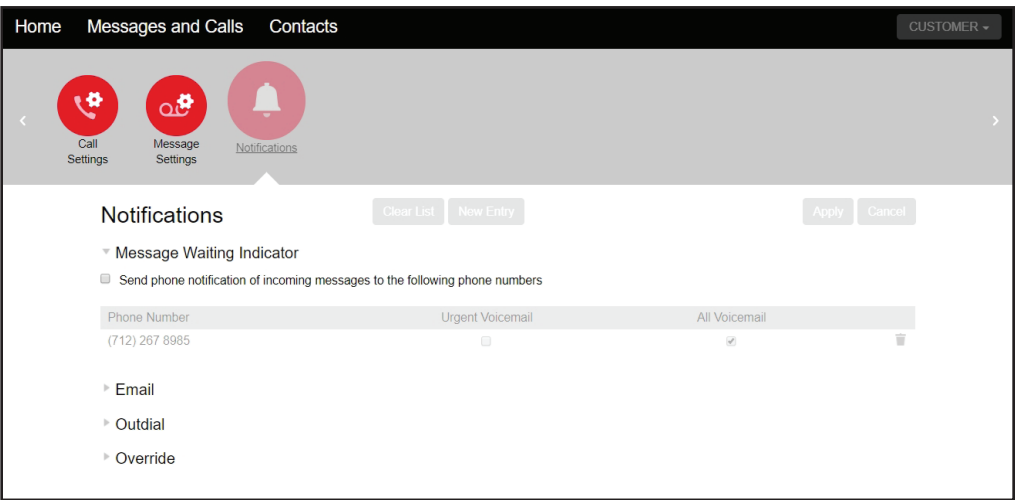 Home Messages and Calls Contacts CUSTOMER
Call Settings
Message Settings
Notifications
Notifications Clear List New Entry Apply Cancel
Message Waiting Indicator
Send phone notification of incoming messages to the following phone numbers
Phone Number Urgent Voicemail All Voicemail
(712) 267 8985
Email
Outdial
Override